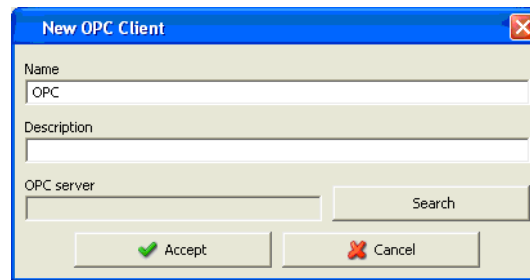 New OPC Client
Name
OPC
Description
OPC server
Search
Accept
Cancel